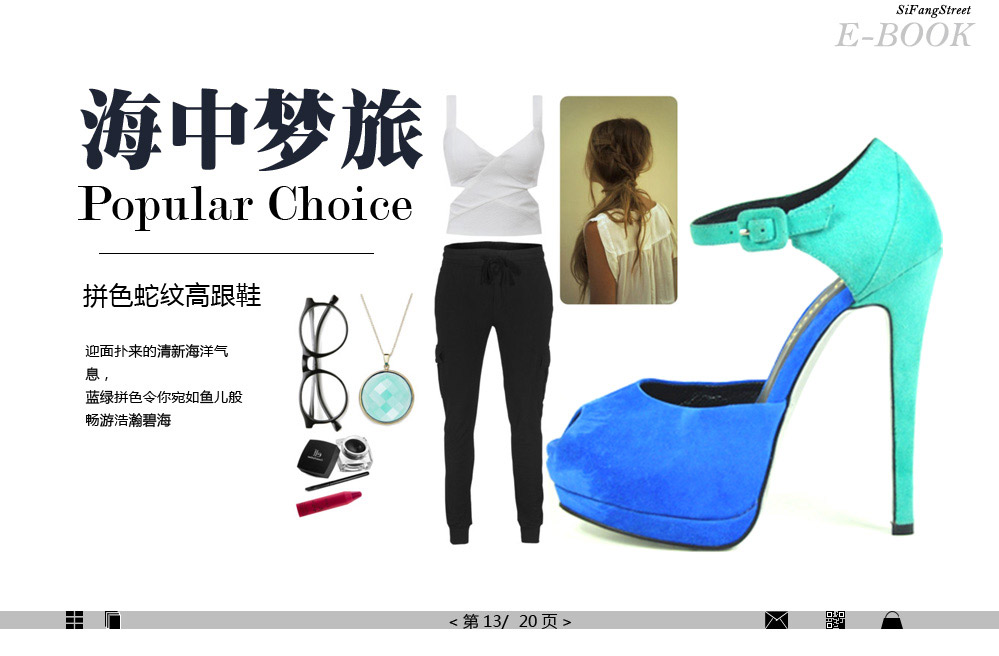 SiFangStreet
E-BOOK
海中梦旅
Popular Choice
拼色蛇纹高跟鞋
迎面扑来的清新海洋气
息，
蓝绿拼色令你宛如鱼儿般
畅游浩瀚碧海
< 第 13/ 20 页 >